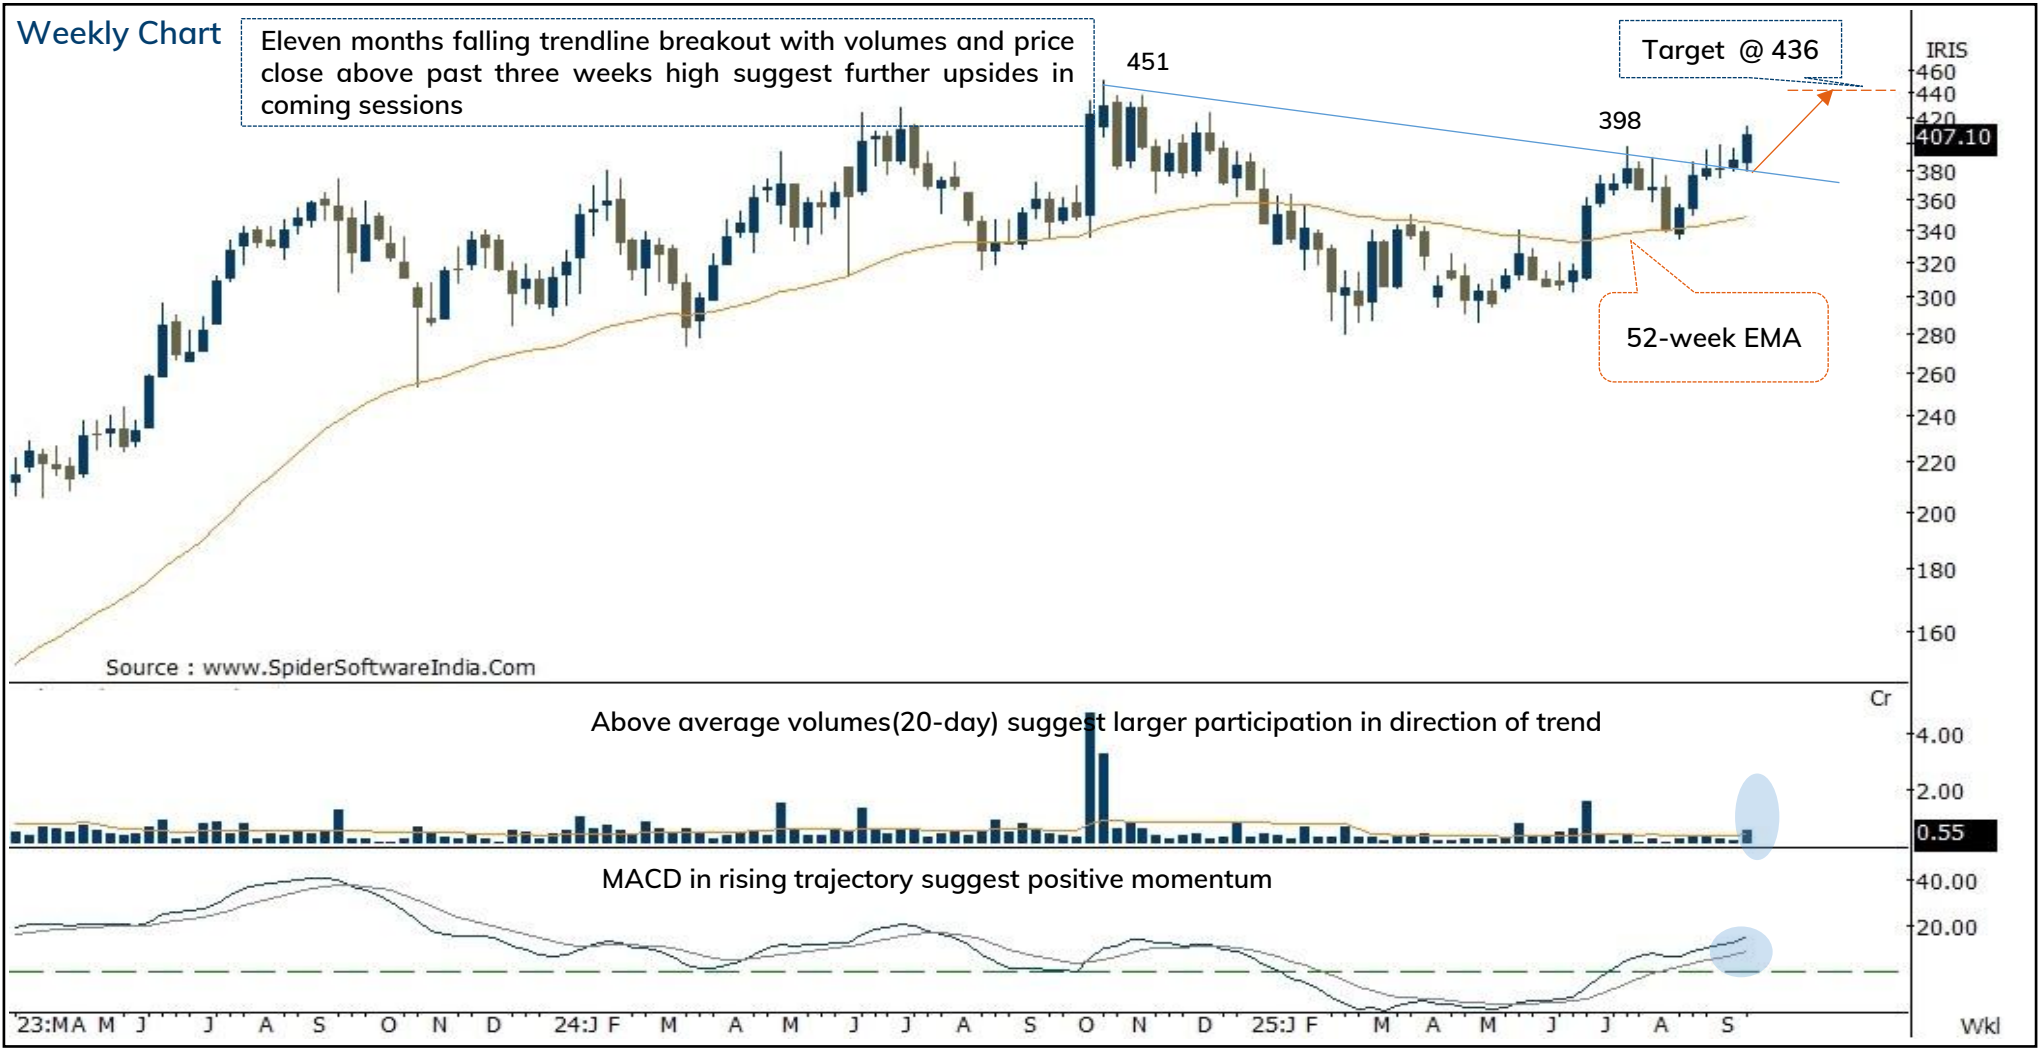 Weekly Chart
Eleven months falling trendline breakout with volumes and price
close above past three weeks high suggest further upsides in
coming sessions
451
398
Target @ 436
IRIS
460
440
420
407.10
380
360
340
320
300
280
260
240
220
200
180
160
52-week EMA
Source : www.SpiderSoftwareIndia.Com
Cr
Above average volumes(20-day) suggest larger participation in direction of trend
4.00
2.00
0.55
MACD in rising trajectory suggest positive momentum
40.00
20.00
23:M A M J J A S O N D 24:J F M A M J J A S O N D 25:J F M A M J J A S Wkl